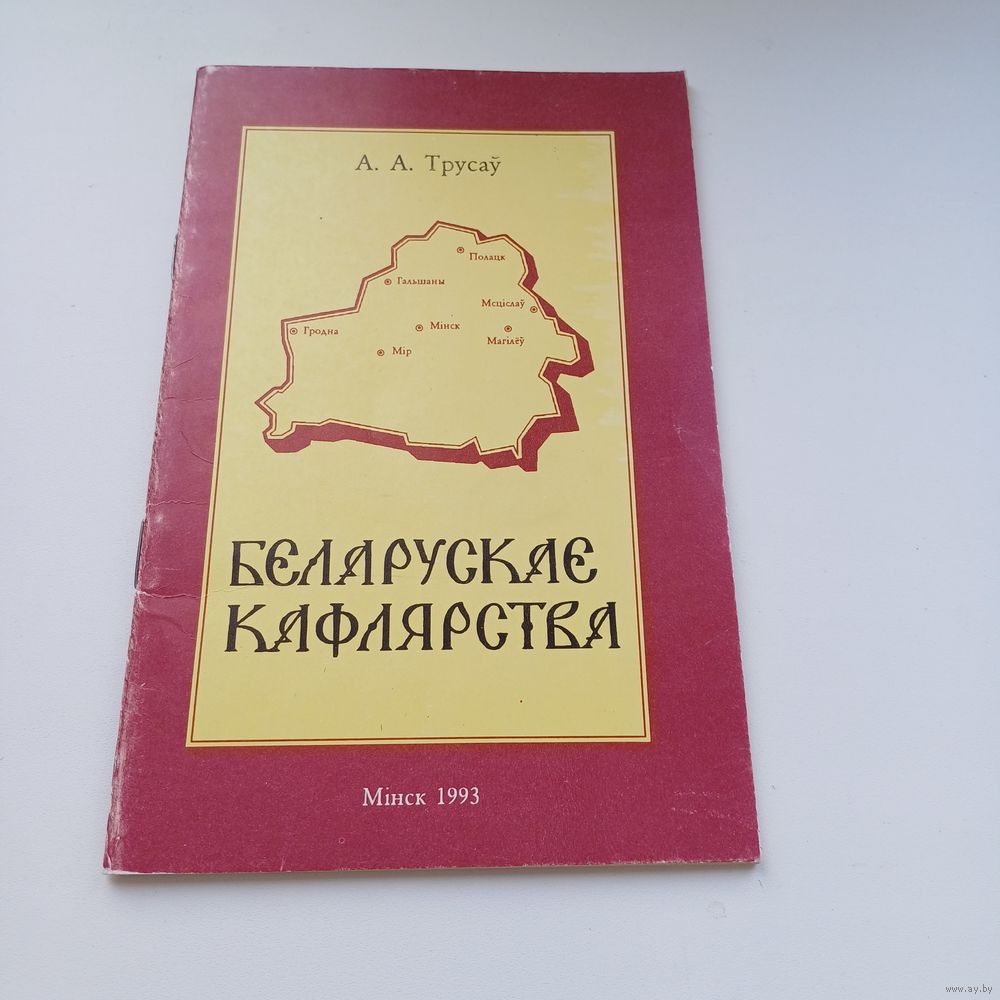 А. А. Трусаў
Полацк
Гальшаны
Мсціслаў
Гродна
Мінск
Магілёў
Мір
БЕЛАРУСКАЕ
КАФЛЯРСТВА
Мінск 1993
www.ay.by